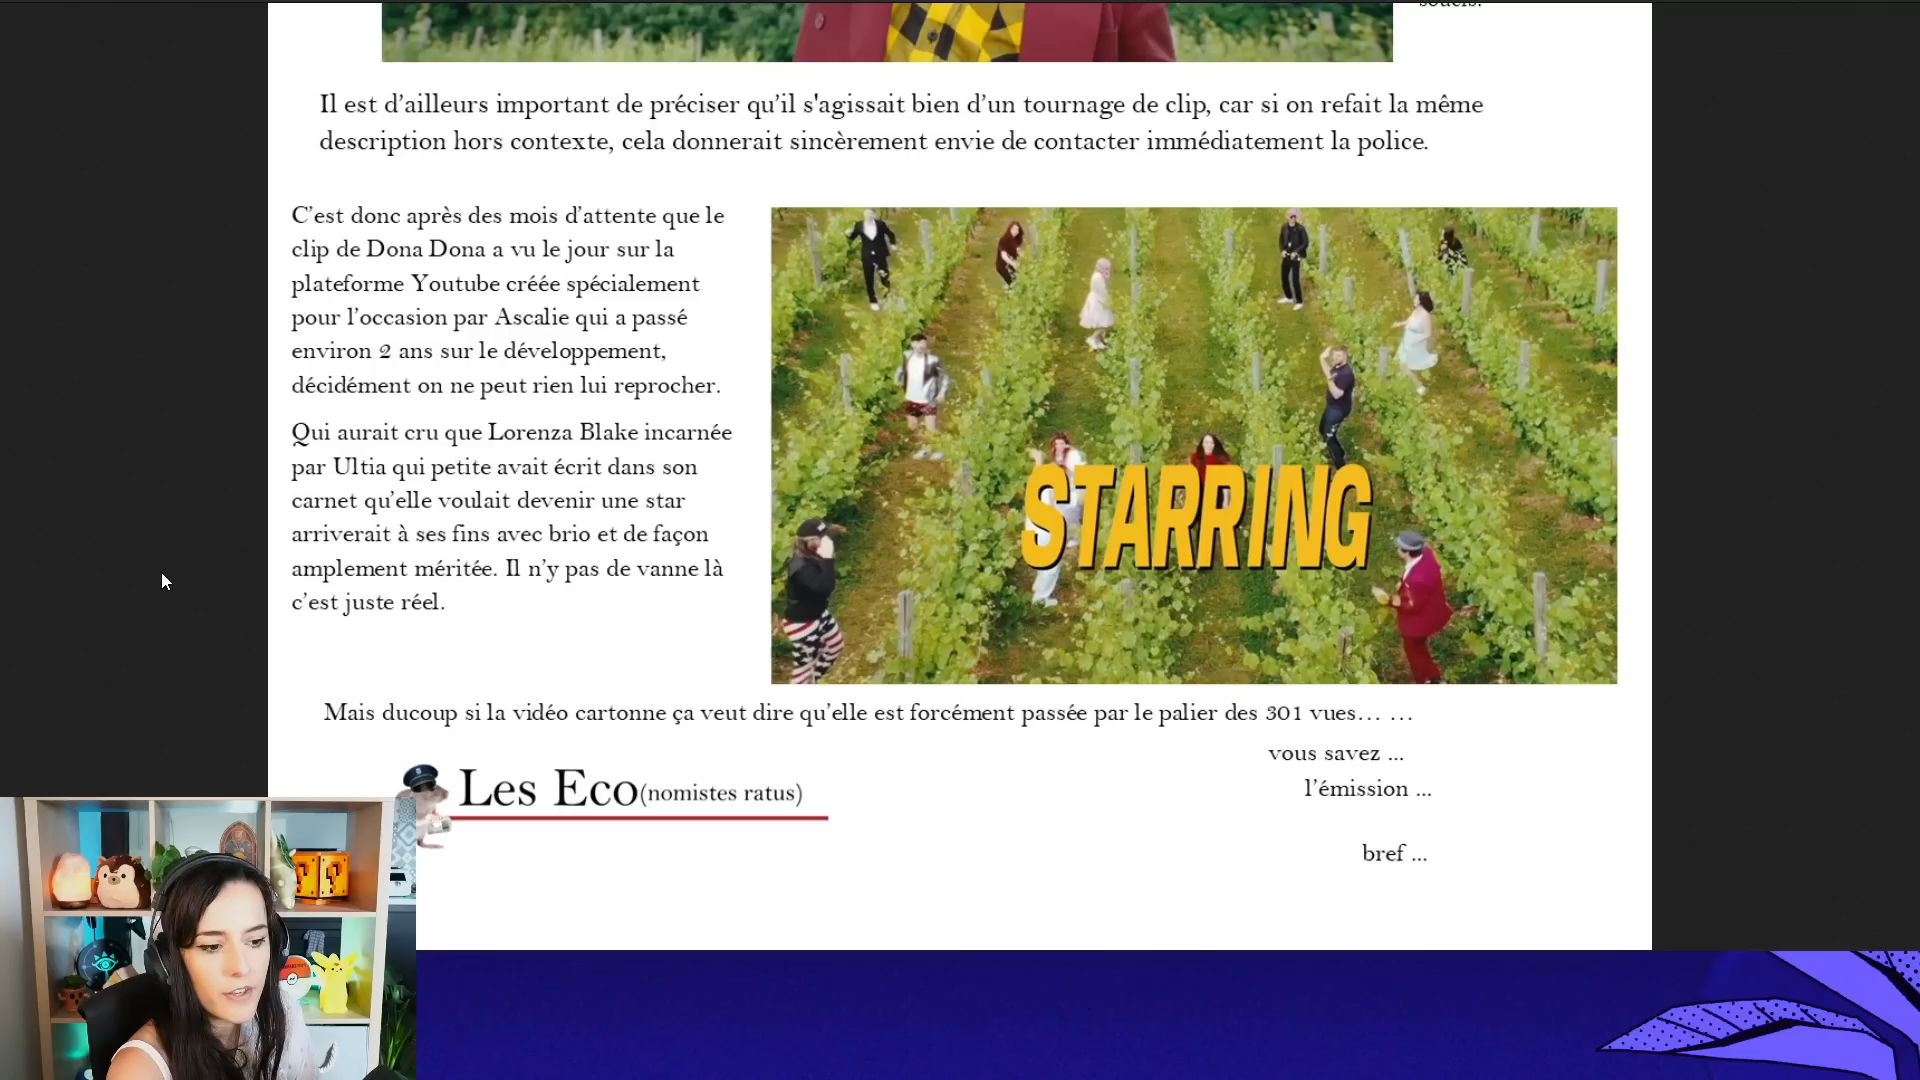 soucis.
Il est d’ailleurs important de préciser qu’il s'agissait bien d’un tournage de clip, car si on refait la même
description hors contexte, cela donnerait sincèrement envie de contacter immédiatement la police.
C’est donc après des mois d’attente que le
clip de Dona Dona a vu le jour sur la
plateforme Youtube créée spécialement
pour l’occasion par Ascalie qui a passé
environ 2 ans sur le développement,
décidément on ne peut rien lui reprocher.
Qui aurait cru que Lorenza Blake incarnée
par Ultia qui petite avait écrit dans son
carnet qu’elle voulait devenir une star
arriverait à ses fins avec brio et de façon
amplement méritée. Il n’y pas de vanne là
c’est juste réel.
STARRING
Mais ducoup si la vidéo cartonne ça veut dire qu’elle est forcément passée par le palier des 301 vues… …
vous savez ...
l’émission ...
bref ...
Les Eco(nomistes ratus)